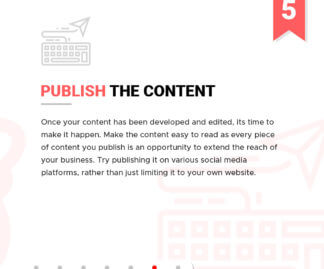 5
PUBLISH THE CONTENT
Once your content has been developed and edited, its time to
make it happen. Make the content easy to read as every piece
of content you publish is an opportunity to extend the reach of
your business. Try publishing it on various social media
platforms, rather than just limiting it to your own website.